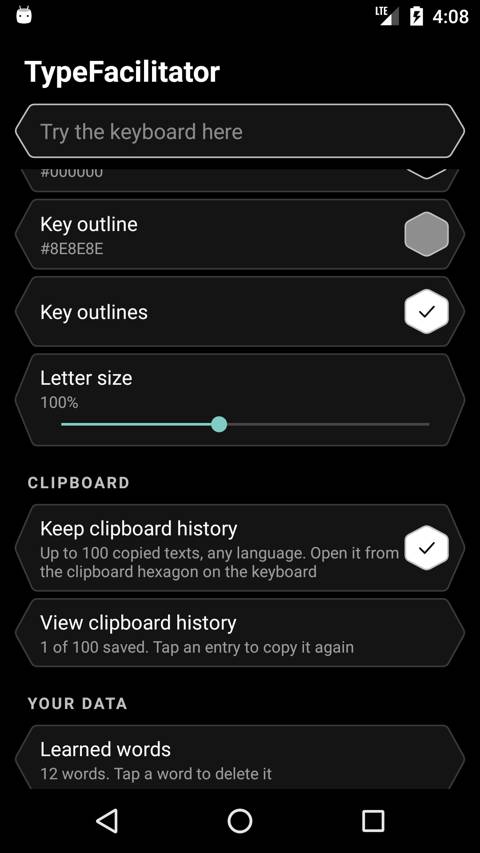 LTE
4:08
TypeFacilitator
Try the keyboard here
#000000
Key outline
#8E8E8E
Key outlines
Letter size
100%
CLIPBOARD
Keep clipboard history
Up to 100 copied texts, any language. Open it from
the clipboard hexagon on the keyboard
View clipboard history
1 of 100 saved. Tap an entry to copy it again
YOUR DATA
Learned words
12 words. Tap a word to delete it